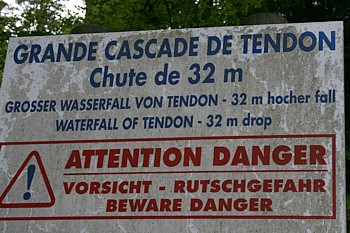 GRANDE CASCADE DE TENDON
Chute de 32 m
GROSSER WASSERFALL VON TENDON - 32 m hocher fall
WATERFALL OF TENDON - 32 m drop
ATTENTION DANGER
VORSICHT - RUTSCHGEFAHR
BEWARE DANGER